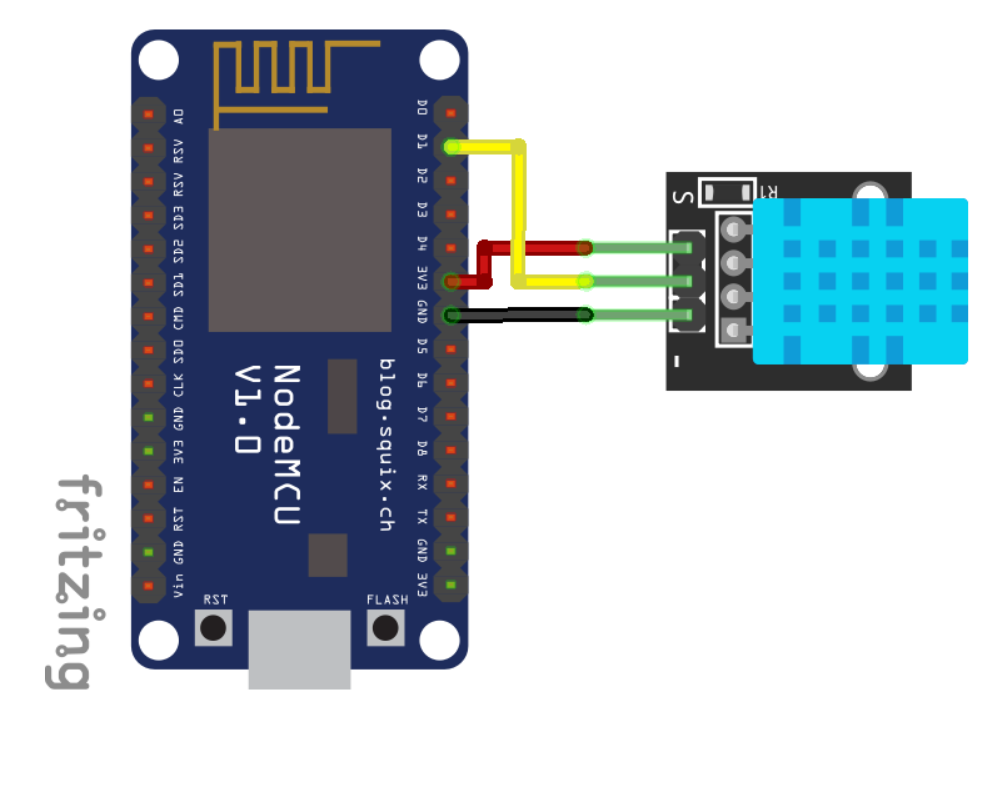 A0
RSV
RSV
SD3
SD2
SD1
CMD
SD0
CLK
GND
3V3
EN
RST
GND
Vin
D0
D1
D2
D3
D4
3V3
GND
D5
D6
D7
D8
RX
TX
GND
3V3
NodeMCU
V1.0
blog.squix.ch
RST
FLASH
S
R1
-
fritzing